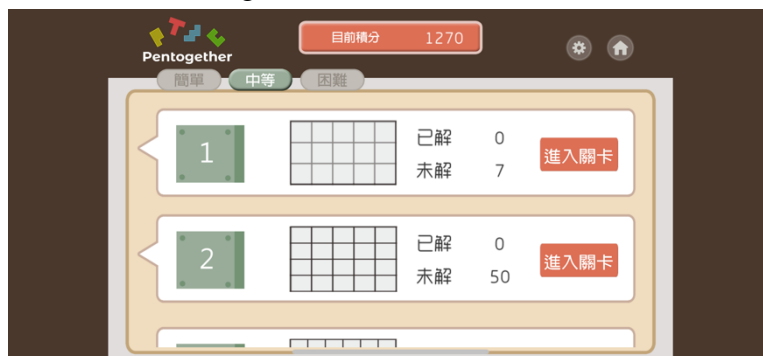 Pentogether
目前積分 1270
簡單 中等 困難
1
已解 0
未解 7
進入關卡
2
已解 0
未解 50
進入關卡